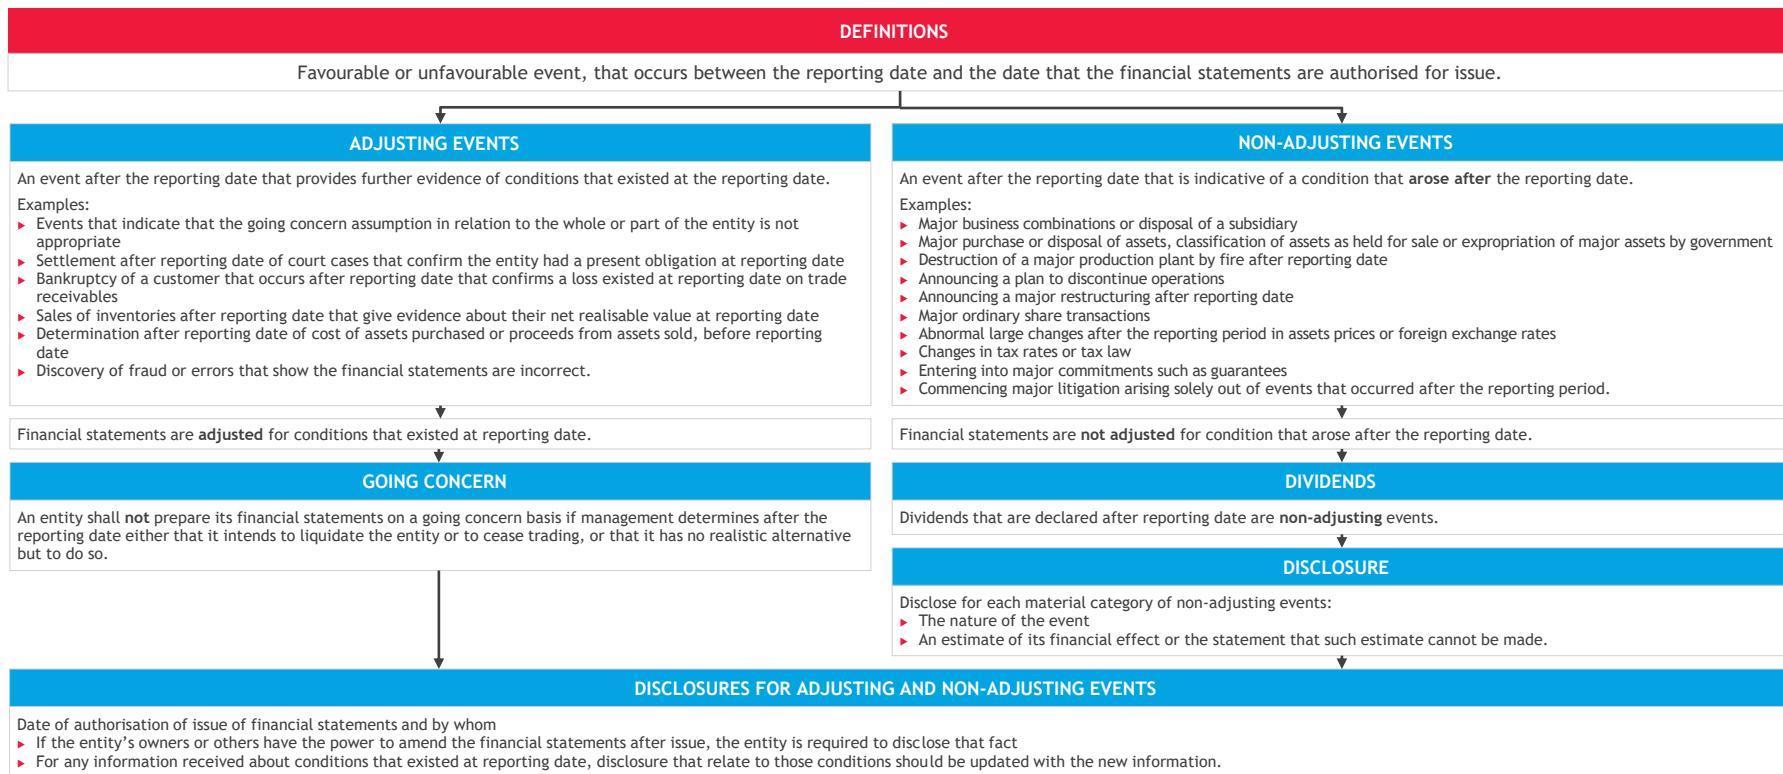 DEFINITIONS
Favourable or unfavourable event, that occurs between the reporting date and the date that the financial statements are authorised for issue.
ADJUSTING EVENTS
An event after the reporting date that provides further evidence of conditions that existed at the reporting date.
Examples:
► Events that indicate that the going concern assumption in relation to the whole or part of the entity is not
appropriate
► Settlement after reporting date of court cases that confirm the entity had a present obligation at reporting date
► Bankruptcy of a customer that occurs after reporting date that confirms a loss existed at reporting date on trade
receivables
► Sales of inventories after reporting date that give evidence about their net realisable value at reporting date
► Determination after reporting date of cost of assets purchased or proceeds from assets sold, before reporting
date
► Discovery of fraud or errors that show the financial statements are incorrect.
Financial statements are adjusted for conditions that existed at reporting date.
GOING CONCERN
An entity shall not prepare its financial statements on a going concern basis if management determines after the
reporting date either that it intends to liquidate the entity or to cease trading, or that it has no realistic alternative
but to do so.
NON-ADJUSTING EVENTS
An event after the reporting date that is indicative of a condition that arose after the reporting date.
Examples:
► Major business combinations or disposal of a subsidiary
► Major purchase or disposal of assets, classification of assets as held for sale or expropriation of major assets by government
► Destruction of a major production plant by fire after reporting date
► Announcing a plan to discontinue operations
► Announcing a major restructuring after reporting date
► Major ordinary share transactions
► Abnormal large changes after the reporting period in assets prices or foreign exchange rates
► Changes in tax rates or tax law
► Entering into major commitments such as guarantees
► Commencing major litigation arising solely out of events that occurred after the reporting period.
Financial statements are not adjusted for condition that arose after the reporting date.
DIVIDENDS
Dividends that are declared after reporting date are non-adjusting events.
DISCLOSURE
Disclose for each material category of non-adjusting events:
► The nature of the event
► An estimate of its financial effect or the statement that such estimate cannot be made.
DISCLOSURES FOR ADJUSTING AND NON-ADJUSTING EVENTS
Date of authorisation of issue of financial statements and by whom
► If the entity's owners or others have the power to amend the financial statements after issue, the entity is required to disclose that fact
► For any information received about conditions that existed at reporting date, disclosure that relate to those conditions should be updated with the new information.